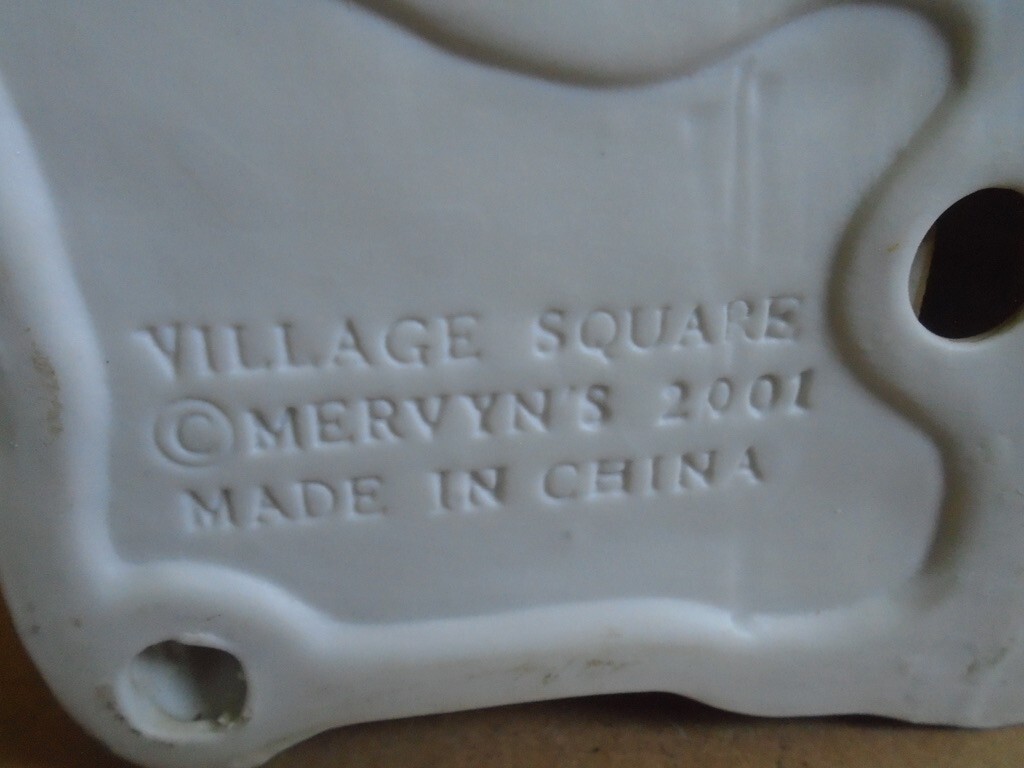 VILLAGE SQUARE
©MERVYN'S 2001
MADE IN CHINA